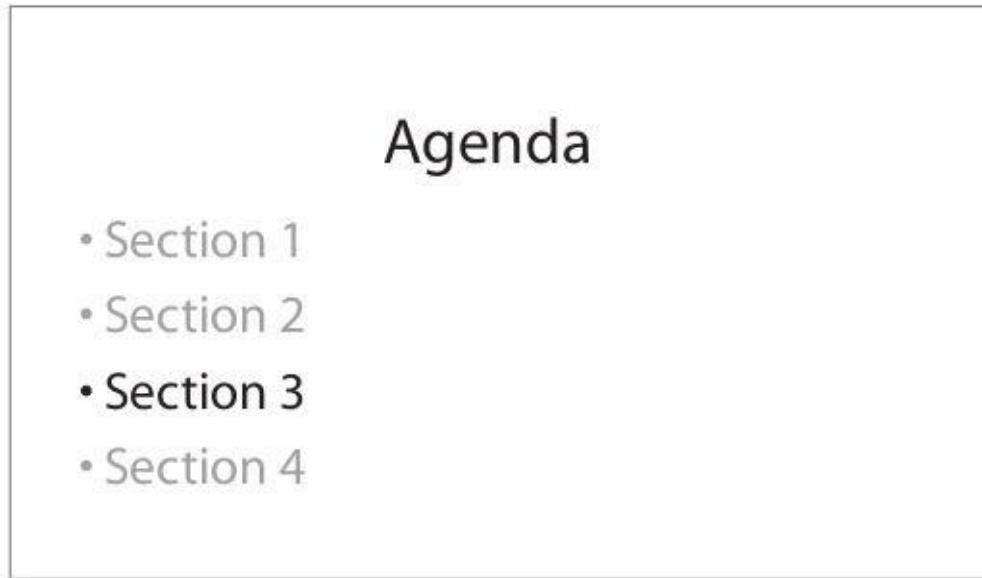 Agenda
• Section 1
• Section 2
• Section 3
• Section 4